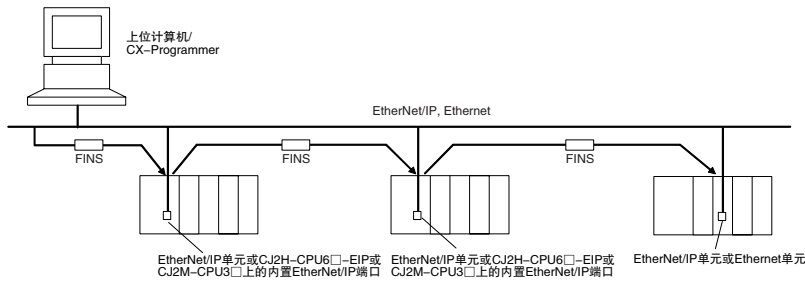 上位计算机/
CX–Programmer
EtherNet/IP, Ethernet
FINS
FINS
FINS
EtherNet/IP单元或CJ2H-CPU6□-EIP或
CJ2M-CPU3□上的内置EtherNet/IP端口
EtherNet/IP单元或CJ2H-CPU6□-EIP或
CJ2M-CPU3□上的内置EtherNet/IP端口
EtherNet/IP单元或Ethernet单元